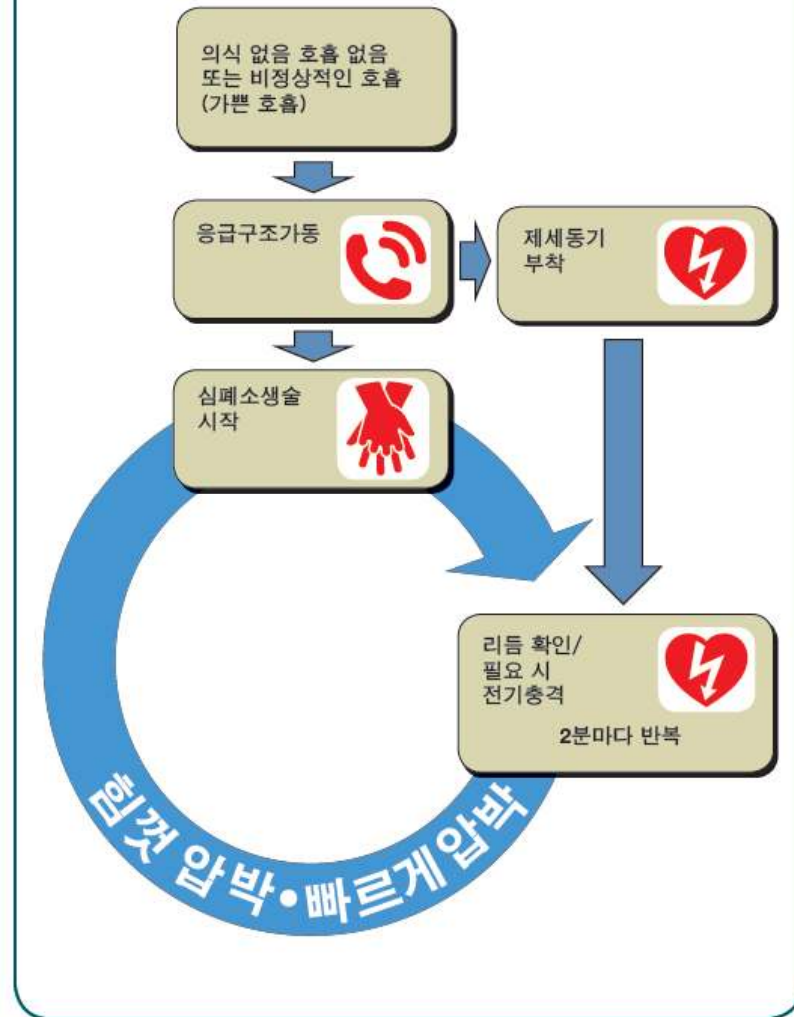 의식 없음 호흡 없음
또는 비정상적인 호흡
(가쁜 호흡)
응급구조가동
제세동기
부착
심폐소생술
시작
리듬 확인/
필요 시
전기충격
2분마다 반복
힘껏 압박•빠르게압박